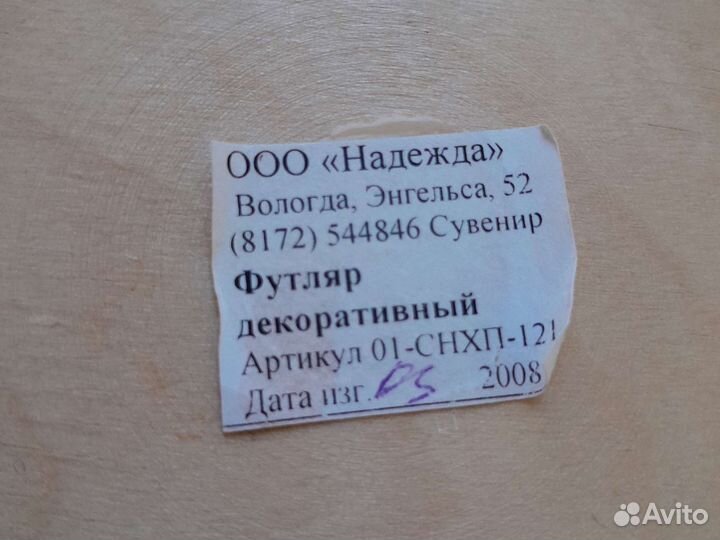 ООО «Надежда»
Вологда, Энгельса, 52
(8172) 544846 Сувенир
Футляр
декоративный
Артикул 01-СНХП-121
Дата изг. 05 2008
Avito